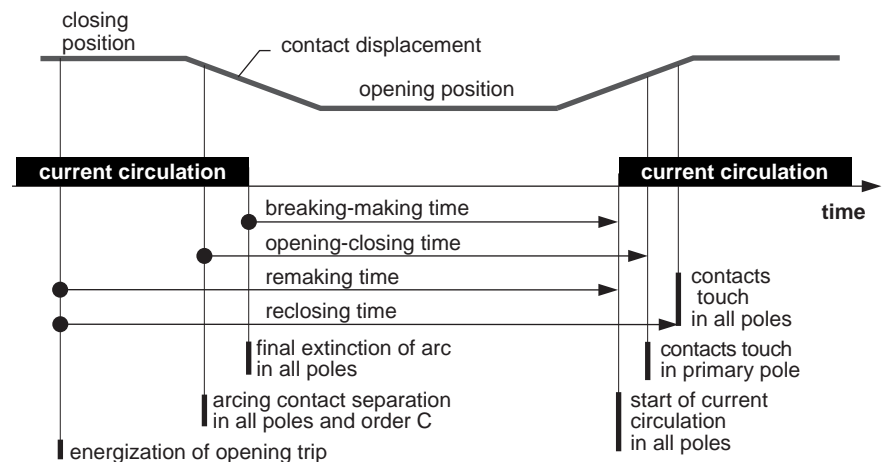 closing
position
contact displacement
opening position
current circulation
current circulation
time
breaking-making time
opening-closing time
remaking time
reclosing time
contacts
touch
in all poles
final extinction of arc
in all poles
contacts touch
in primary pole
arcing contact separation
in all poles and order C
start of current
circulation
in all poles
energization of opening trip